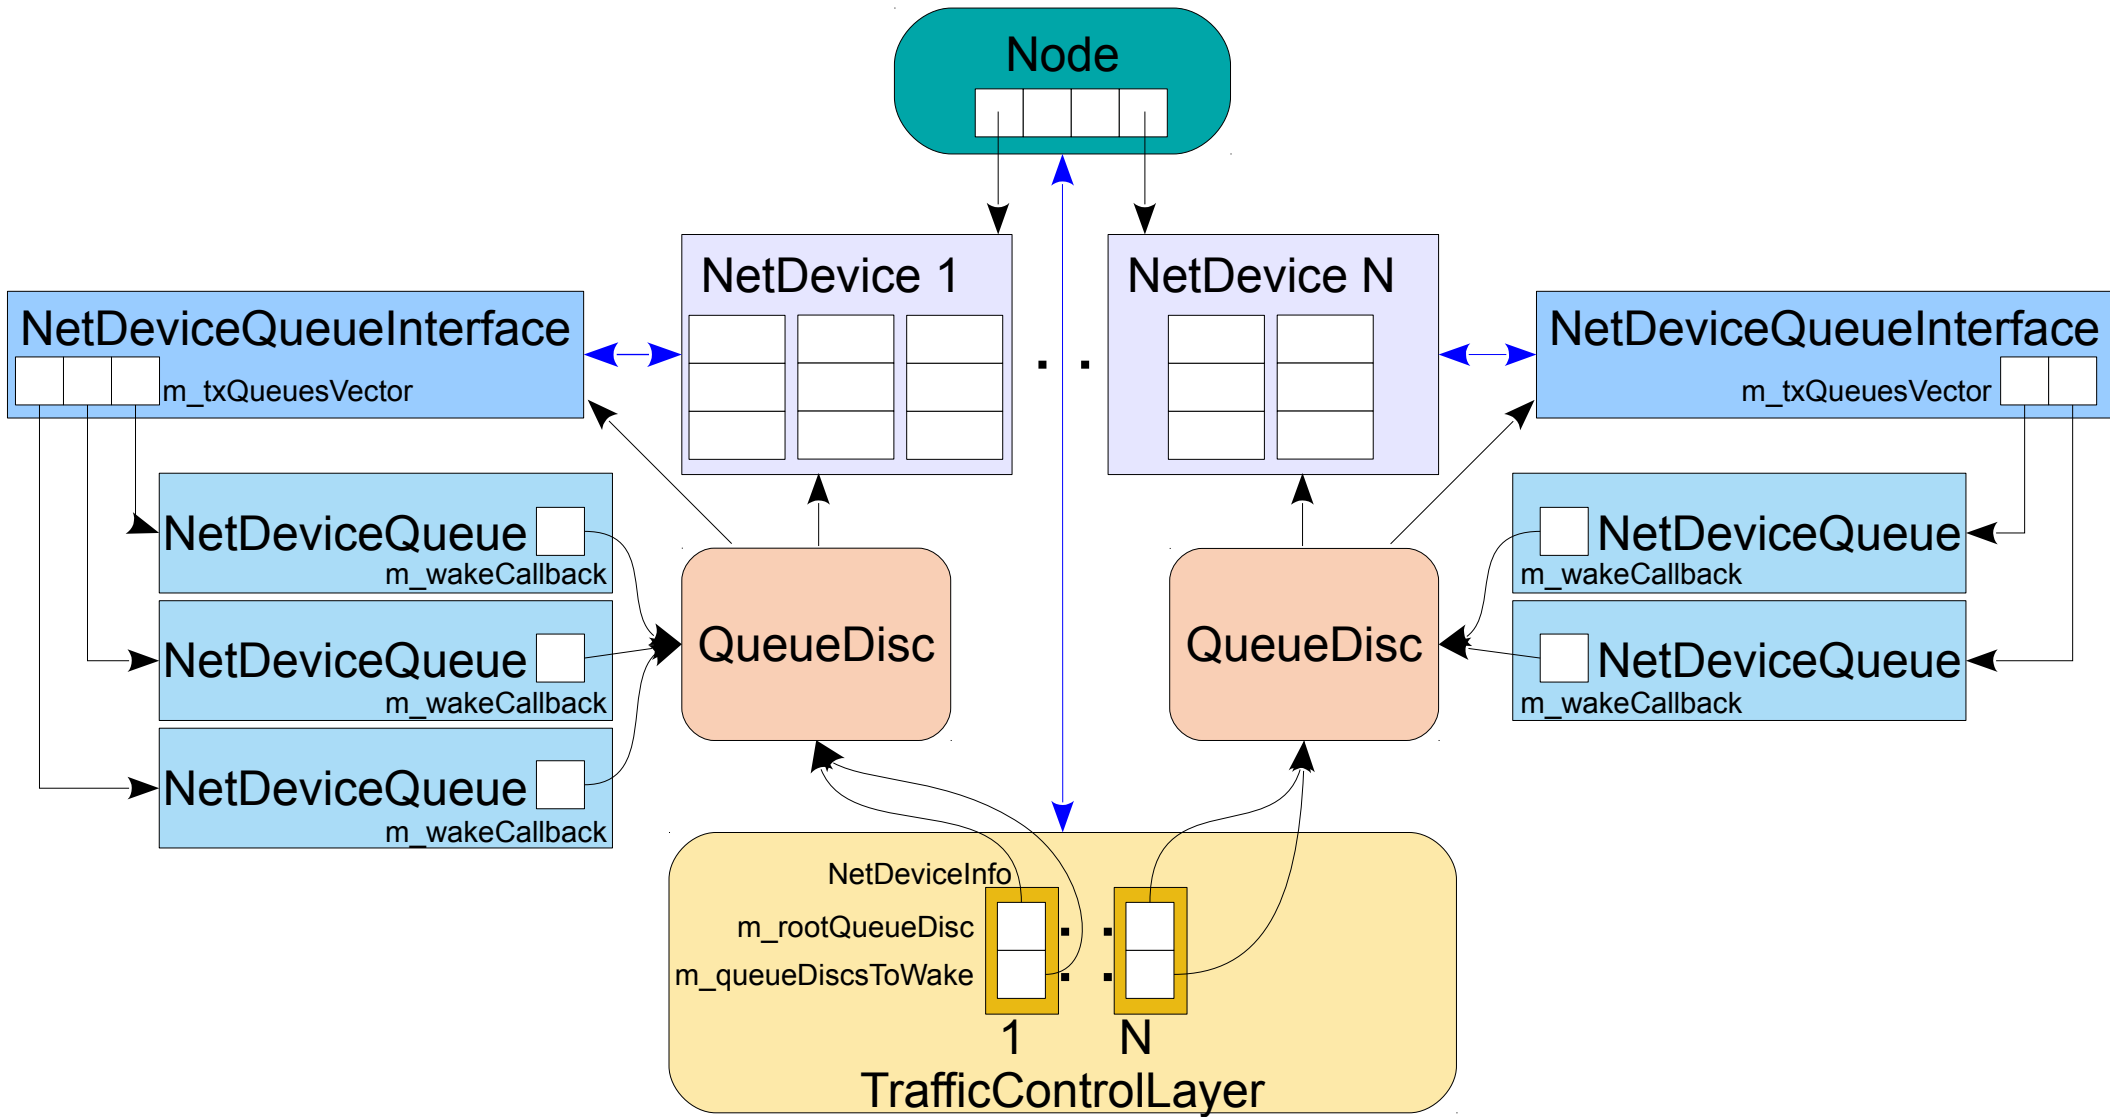 Node
NetDevice 1
NetDevice N
NetDeviceQueueInterface
m_txQueuesVector
NetDeviceQueueInterface
m_txQueuesVector
NetDeviceQueue
m_wakeCallback
NetDeviceQueue
m_wakeCallback
NetDeviceQueue
m_wakeCallback
QueueDisc
QueueDisc
NetDeviceQueue
m_wakeCallback
NetDeviceQueue
m_wakeCallback
NetDeviceInfo
m_rootQueueDisc
m_queueDiscsToWake
1
N
TrafficControlLayer